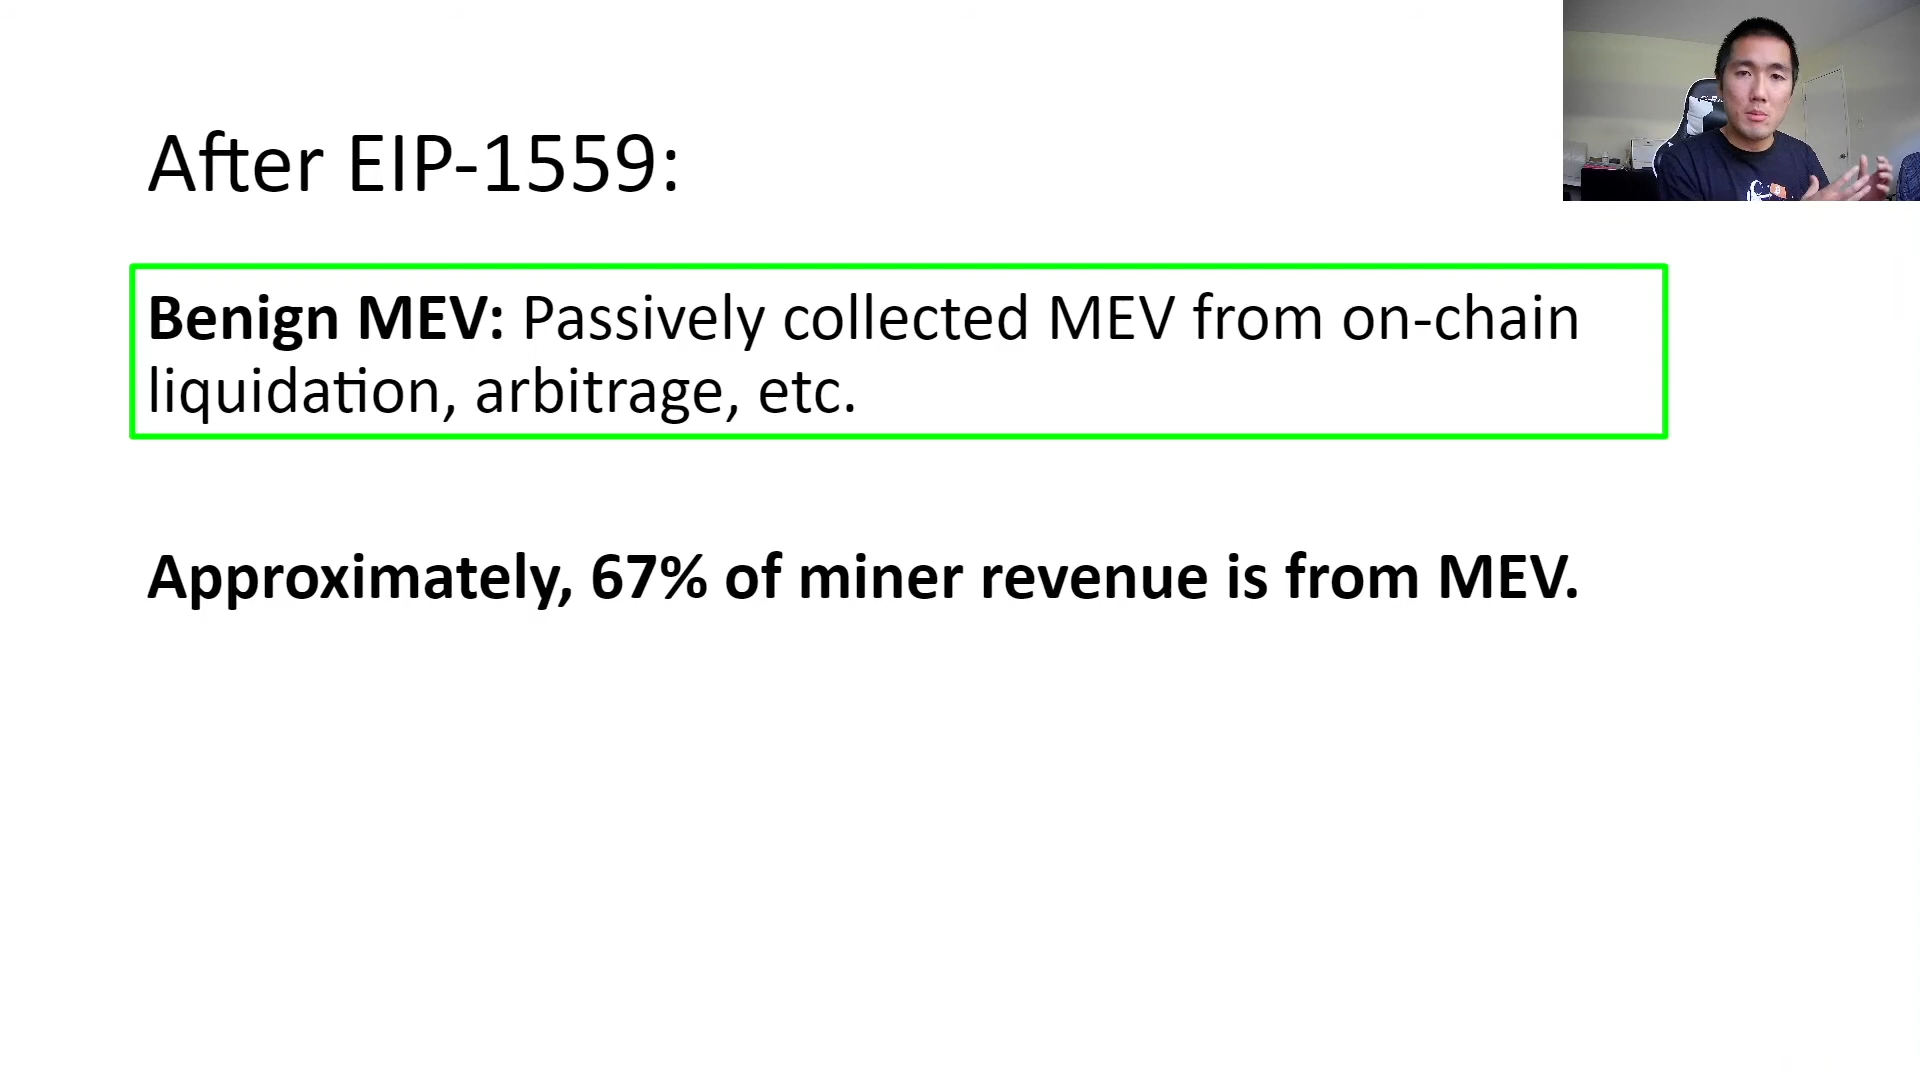 After EIP-1559:
Benign MEV: Passively collected MEV from on-chain
liquidation, arbitrage, etc.
Approximately, 67% of miner revenue is from MEV.